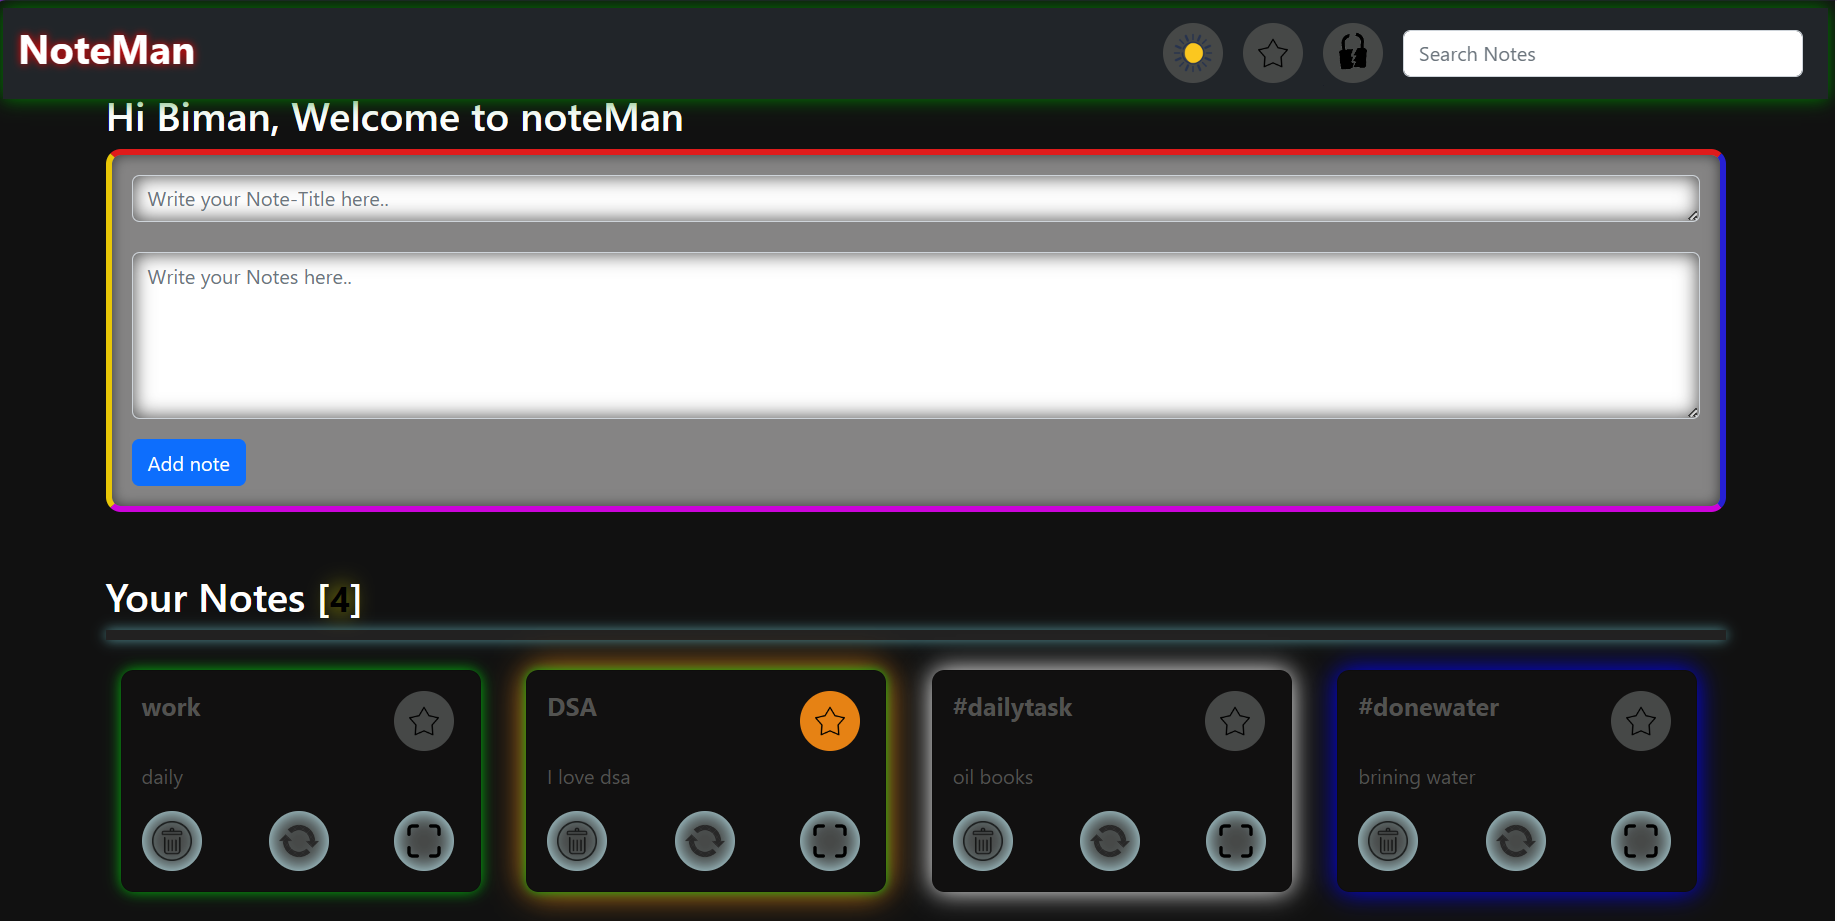 NoteMan
Search Notes
Hi Biman, Welcome to noteMan
Write your Note-Title here..
Write your Notes here..
Add note
Your Notes [4]
work
daily
DSA
I love dsa
#dailytask
oil books
#donewater
brining water